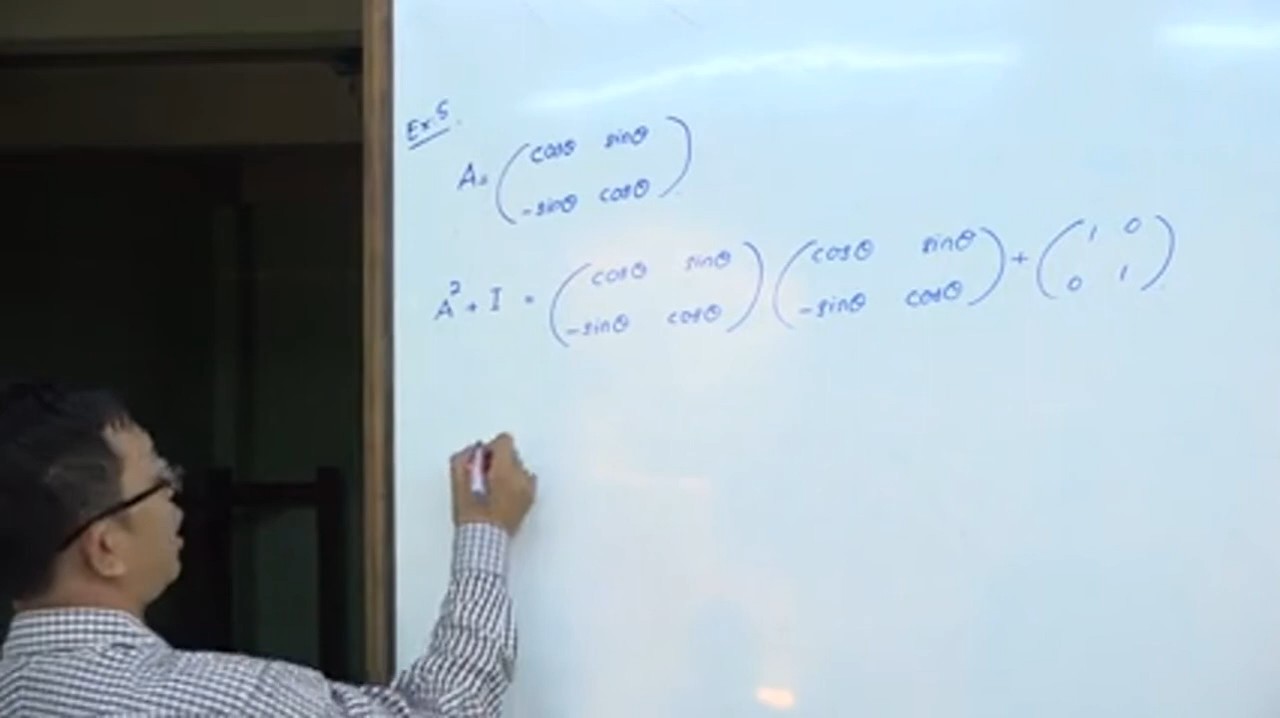 Ex.5.
A = (cosθ sinθ
-sinθ cosθ)
A² + I = (cosθ sinθ) (cosθ sinθ) + (1 0)
(-sinθ cosθ) (-sinθ cosθ) (0 1)